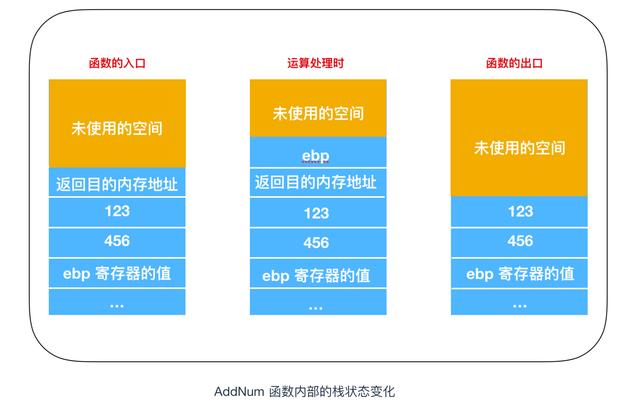 函数的入口
未使用的空间
返回目的内存地址
123
456
ebp 寄存器的值
...
运算处理时
未使用的空间
ebp
返回目的内存地址
123
456
ebp 寄存器的值
...
函数的出口
未使用的空间
123
456
ebp 寄存器的值
...
AddNum 函数内部的栈状态变化